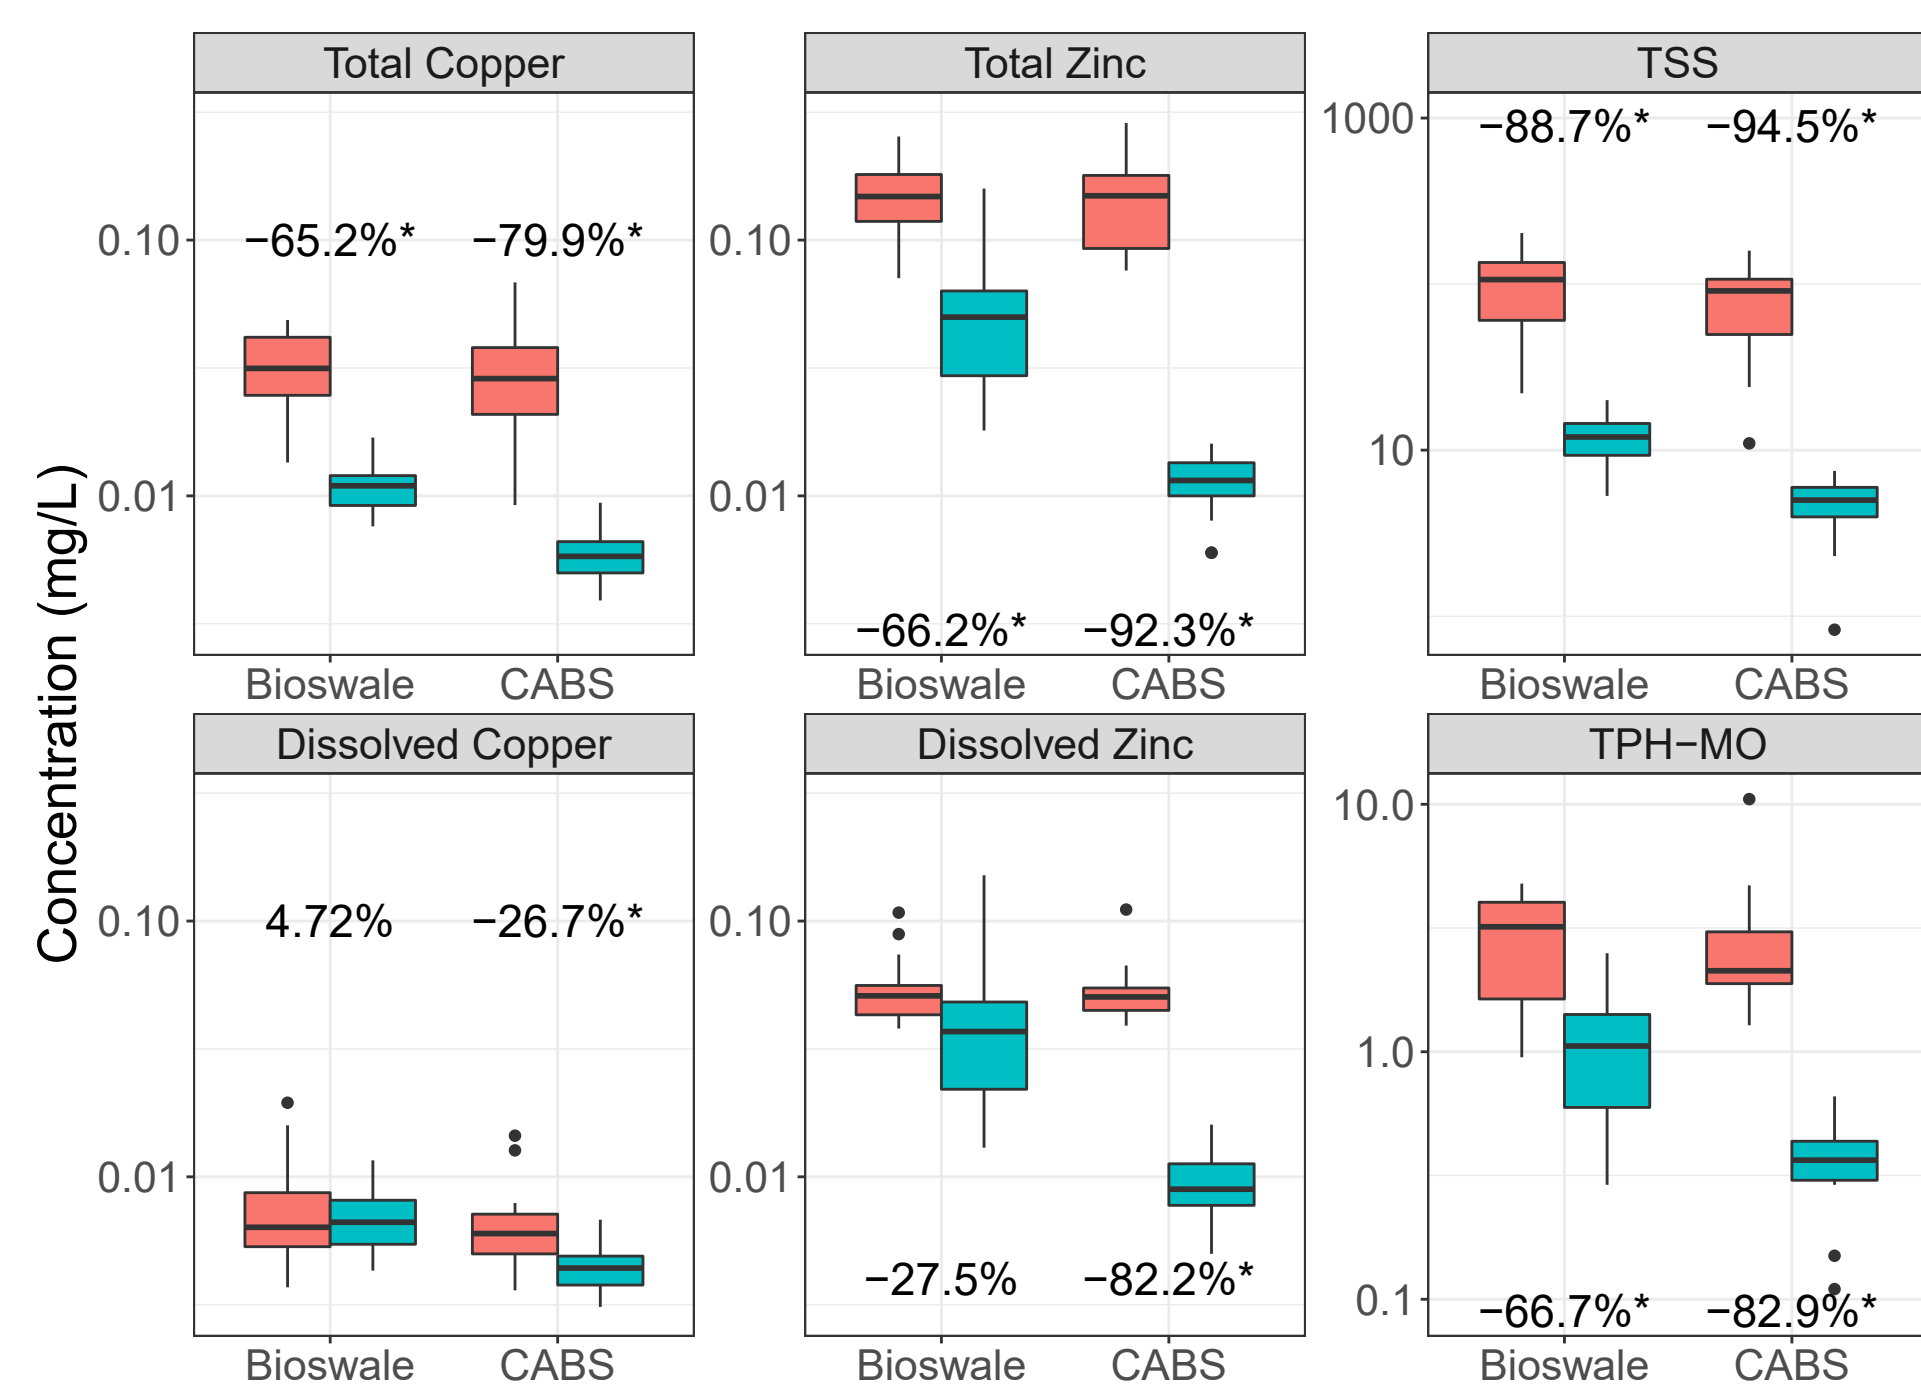 Total Copper
Total Zinc
TSS
1000
−88.7%*
−94.5%*
0.10
−65.2%*
−79.9%*
0.10
10
0.01
0.01
−66.2%*
−92.3%*
Bioswale
CABS
Bioswale
CABS
Bioswale
CABS
Concentration (mg/L)
Dissolved Copper
Dissolved Zinc
TPH−MO
10.0
0.10
4.72%
−26.7%*
0.10
1.0
0.01
0.01
−27.5%
−82.2%*
0.1
−66.7%*
−82.9%*
Bioswale
CABS
Bioswale
CABS
Bioswale
CABS